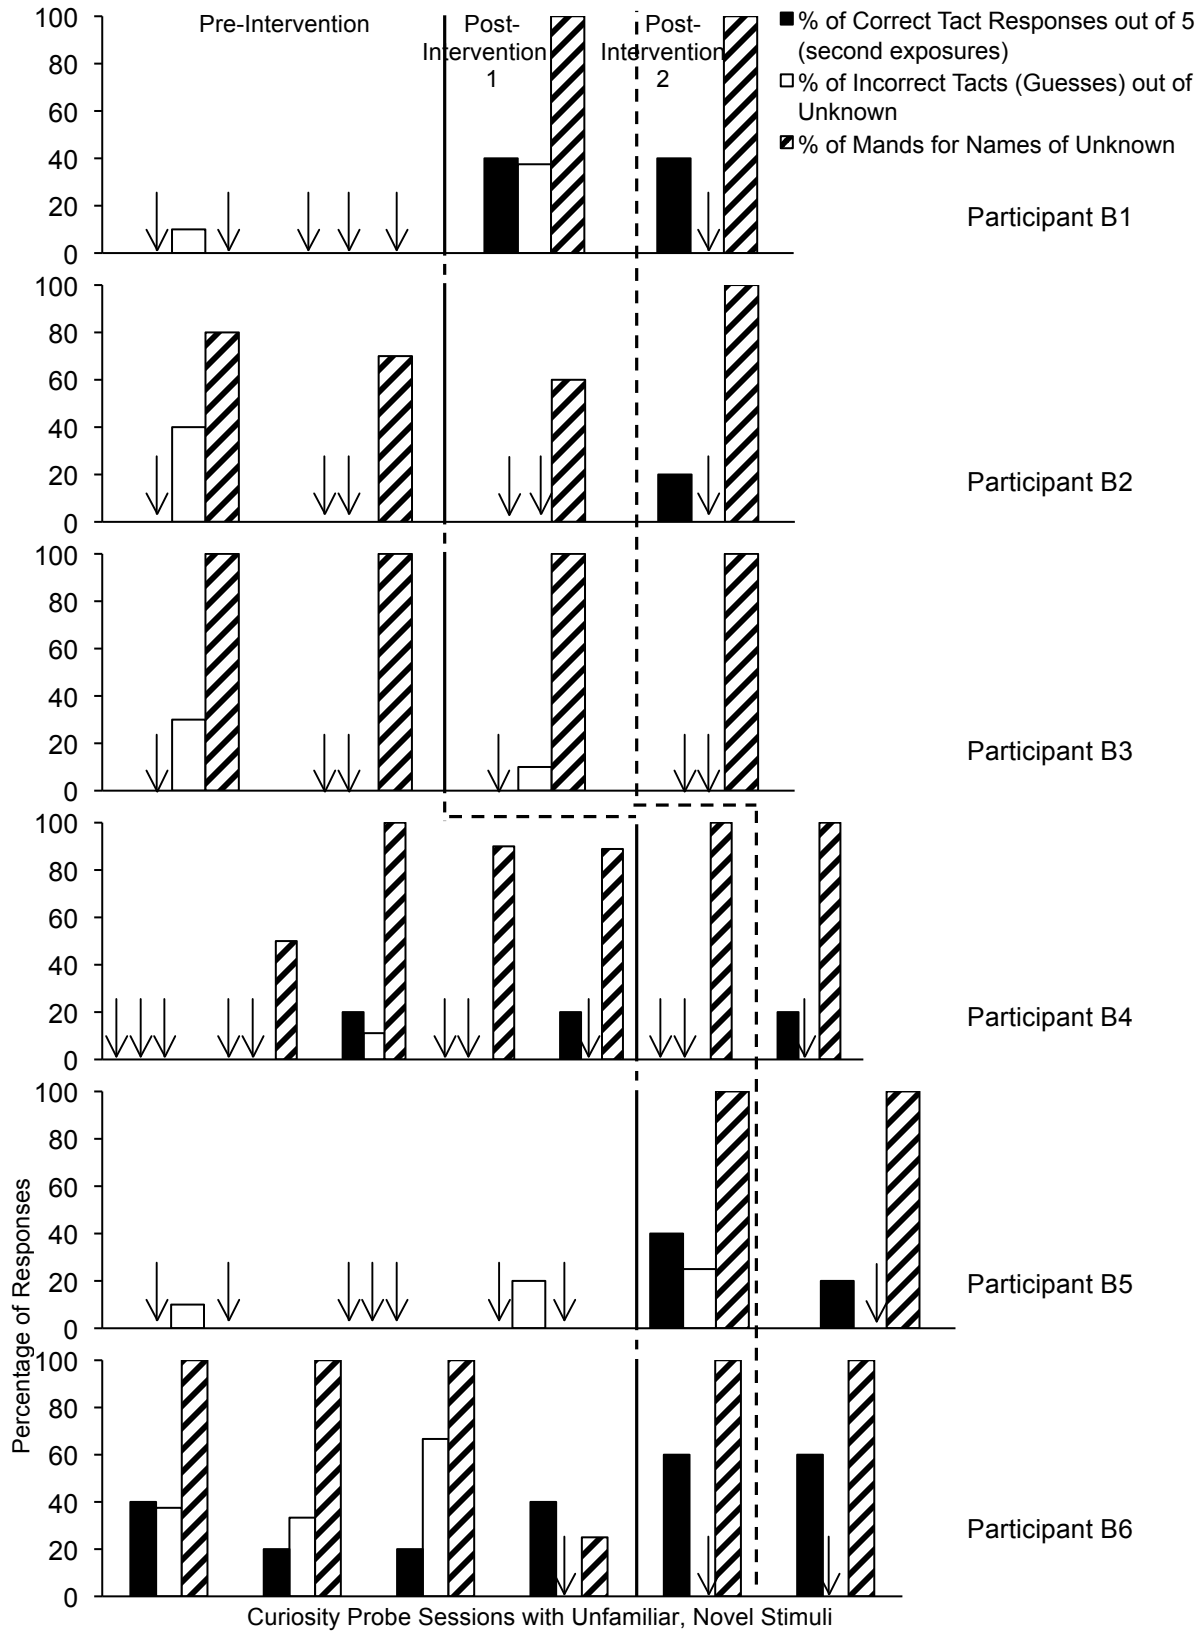 Pre-Intervention
Post-
Intervention
1
Post-
Intervention
2
% of Correct Tact Responses out of 5
(second exposures)
% of Incorrect Tacts (Guesses) out of
Unknown
% of Mands for Names of Unknown
100
80
60
40
20
0
Participant B1
100
80
60
40
20
0
Participant B2
100
80
60
40
20
0
Participant B3
100
80
60
40
20
0
Participant B4
100
80
60
40
20
0
Participant B5
100
80
60
40
20
0
Participant B6
Percentage of Responses
Curiosity Probe Sessions with Unfamiliar, Novel Stimuli